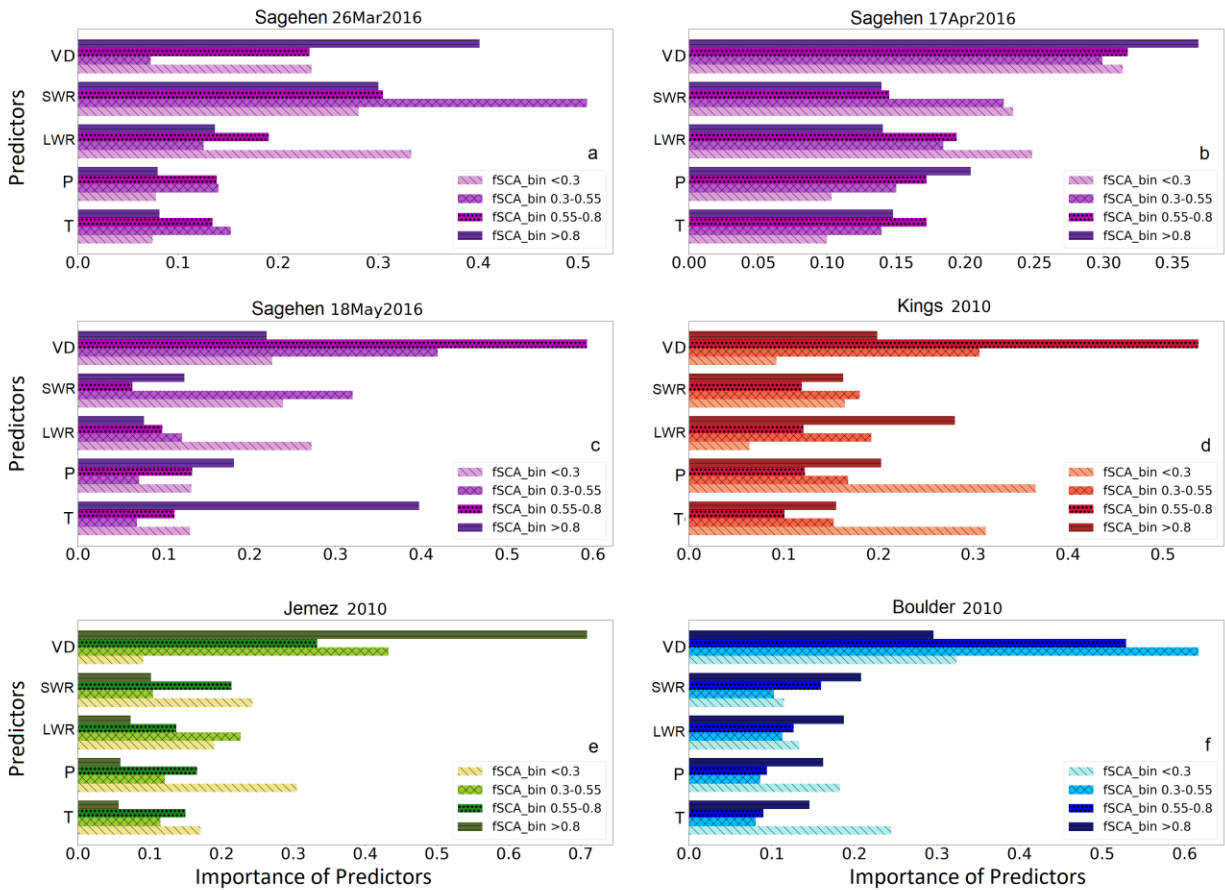 Sagehen 26Mar2016
Predictors
VD
SWR
LWR
P
T
a
fSCA_bin <0.3
fSCA_bin 0.3-0.55
fSCA_bin 0.55-0.8
fSCA_bin >0.8
0.0 0.1 0.2 0.3 0.4 0.5
Sagehen 17Apr2016
VD
SWR
LWR
P
T
b
fSCA_bin <0.3
fSCA_bin 0.3-0.55
fSCA_bin 0.55-0.8
fSCA_bin >0.8
0.00 0.05 0.10 0.15 0.20 0.25 0.30 0.35
Sagehen 18May2016
Predictors
VD
SWR
LWR
P
T
c
fSCA_bin <0.3
fSCA_bin 0.3-0.55
fSCA_bin 0.55-0.8
fSCA_bin >0.8
0.0 0.1 0.2 0.3 0.4 0.5 0.6
Kings 2010
VD
SWR
LWR
P
T
d
fSCA_bin <0.3
fSCA_bin 0.3-0.55
fSCA_bin 0.55-0.8
fSCA_bin >0.8
0.0 0.1 0.2 0.3 0.4 0.5
Jemez 2010
Predictors
VD
SWR
LWR
P
T
e
fSCA_bin <0.3
fSCA_bin 0.3-0.55
fSCA_bin 0.55-0.8
fSCA_bin >0.8
0.0 0.1 0.2 0.3 0.4 0.5 0.6 0.7
Importance of Predictors
Boulder 2010
VD
SWR
LWR
P
T
f
fSCA_bin <0.3
fSCA_bin 0.3-0.55
fSCA_bin 0.55-0.8
fSCA_bin >0.8
0.0 0.1 0.2 0.3 0.4 0.5 0.6
Importance of Predictors